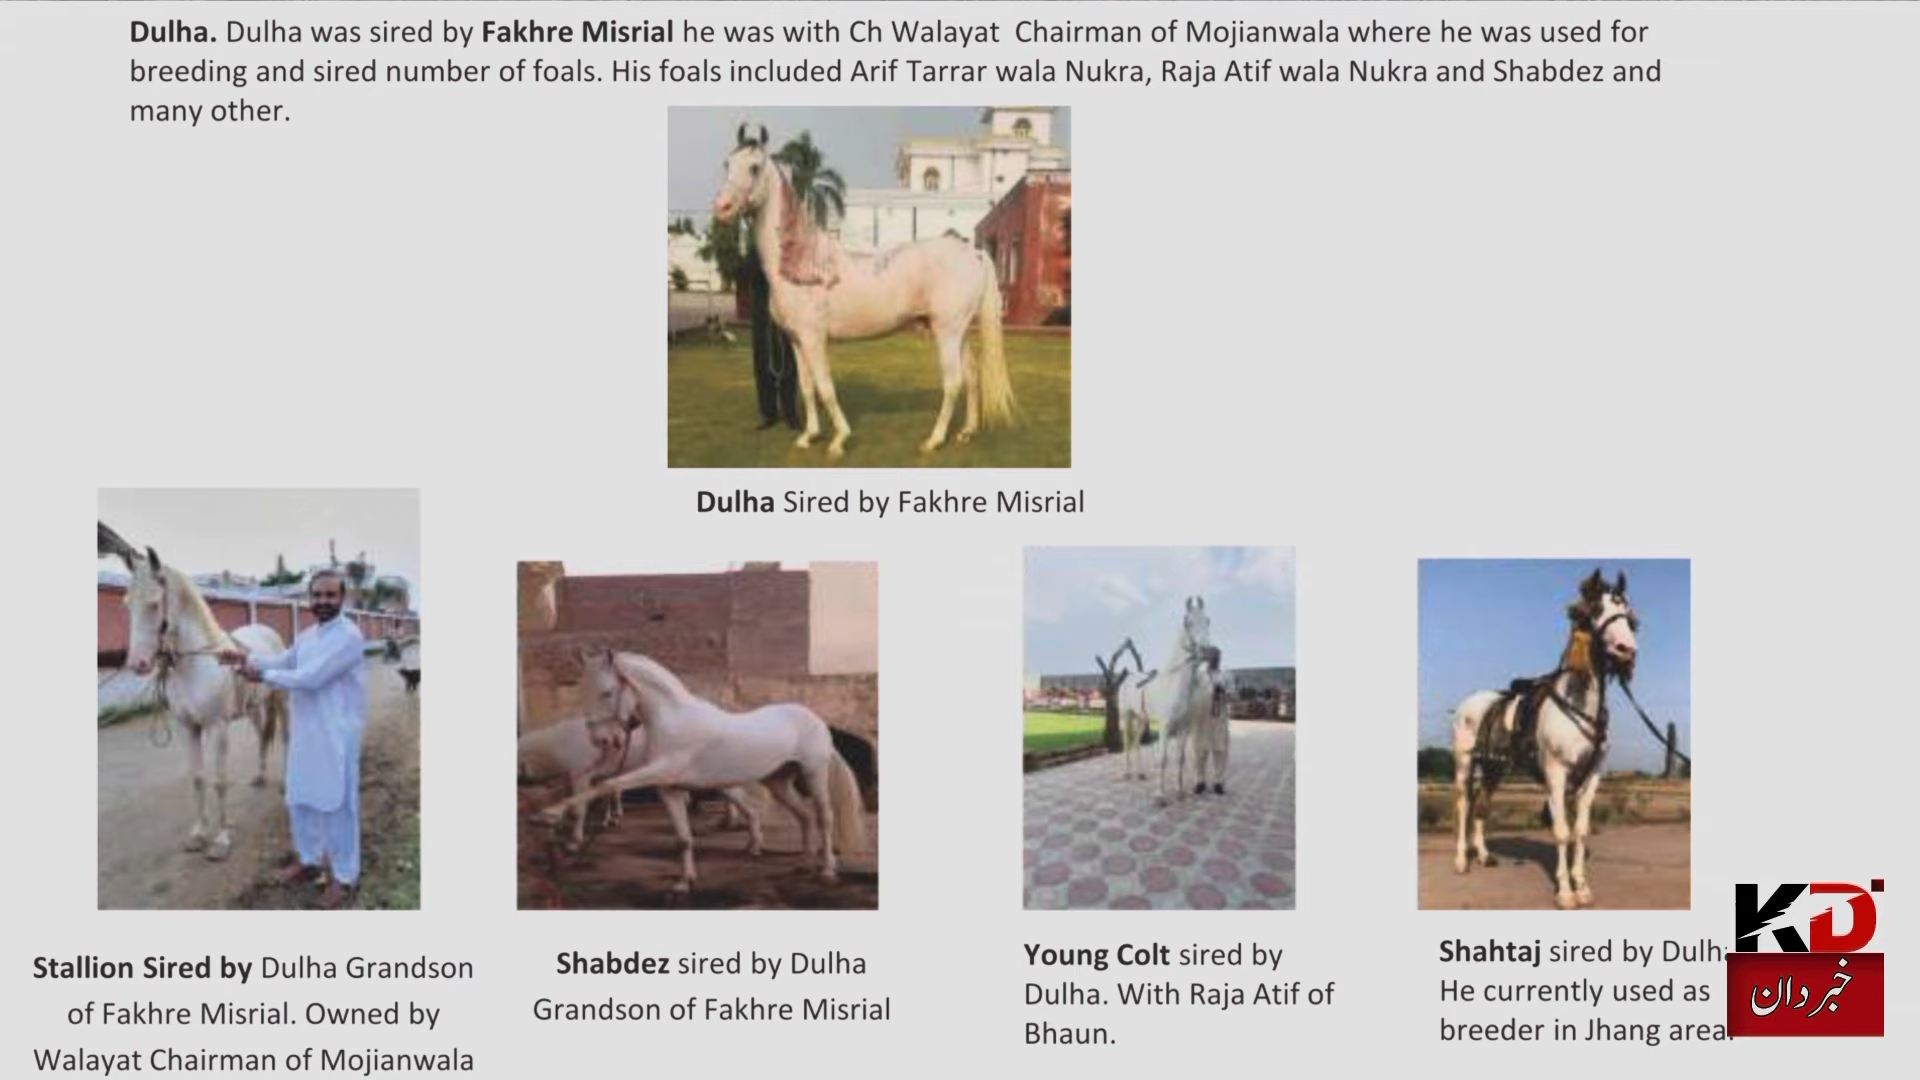 Dulha. Dulha was sired by Fakhre Misrial he was with Ch Walayat Chairman of Mojianwala where he was used for
breeding and sired number of foals. His foals included Arif Tarrar wala Nukra, Raja Atif wala Nukra and Shabdez and
many other.
Dulha Sired by Fakhre Misrial
Stallion Sired by Dulha Grandson
of Fakhre Misrial. Owned by
Walayat Chairman of Mojianwala
Shabdez sired by Dulha
Grandson of Fakhre Misrial
Young Colt sired by
Dulha. With Raja Atif of
Bhaun.
Shahtaj sired by Dulh
He currently used as
breeder in Jhang area.
KD
خبردان